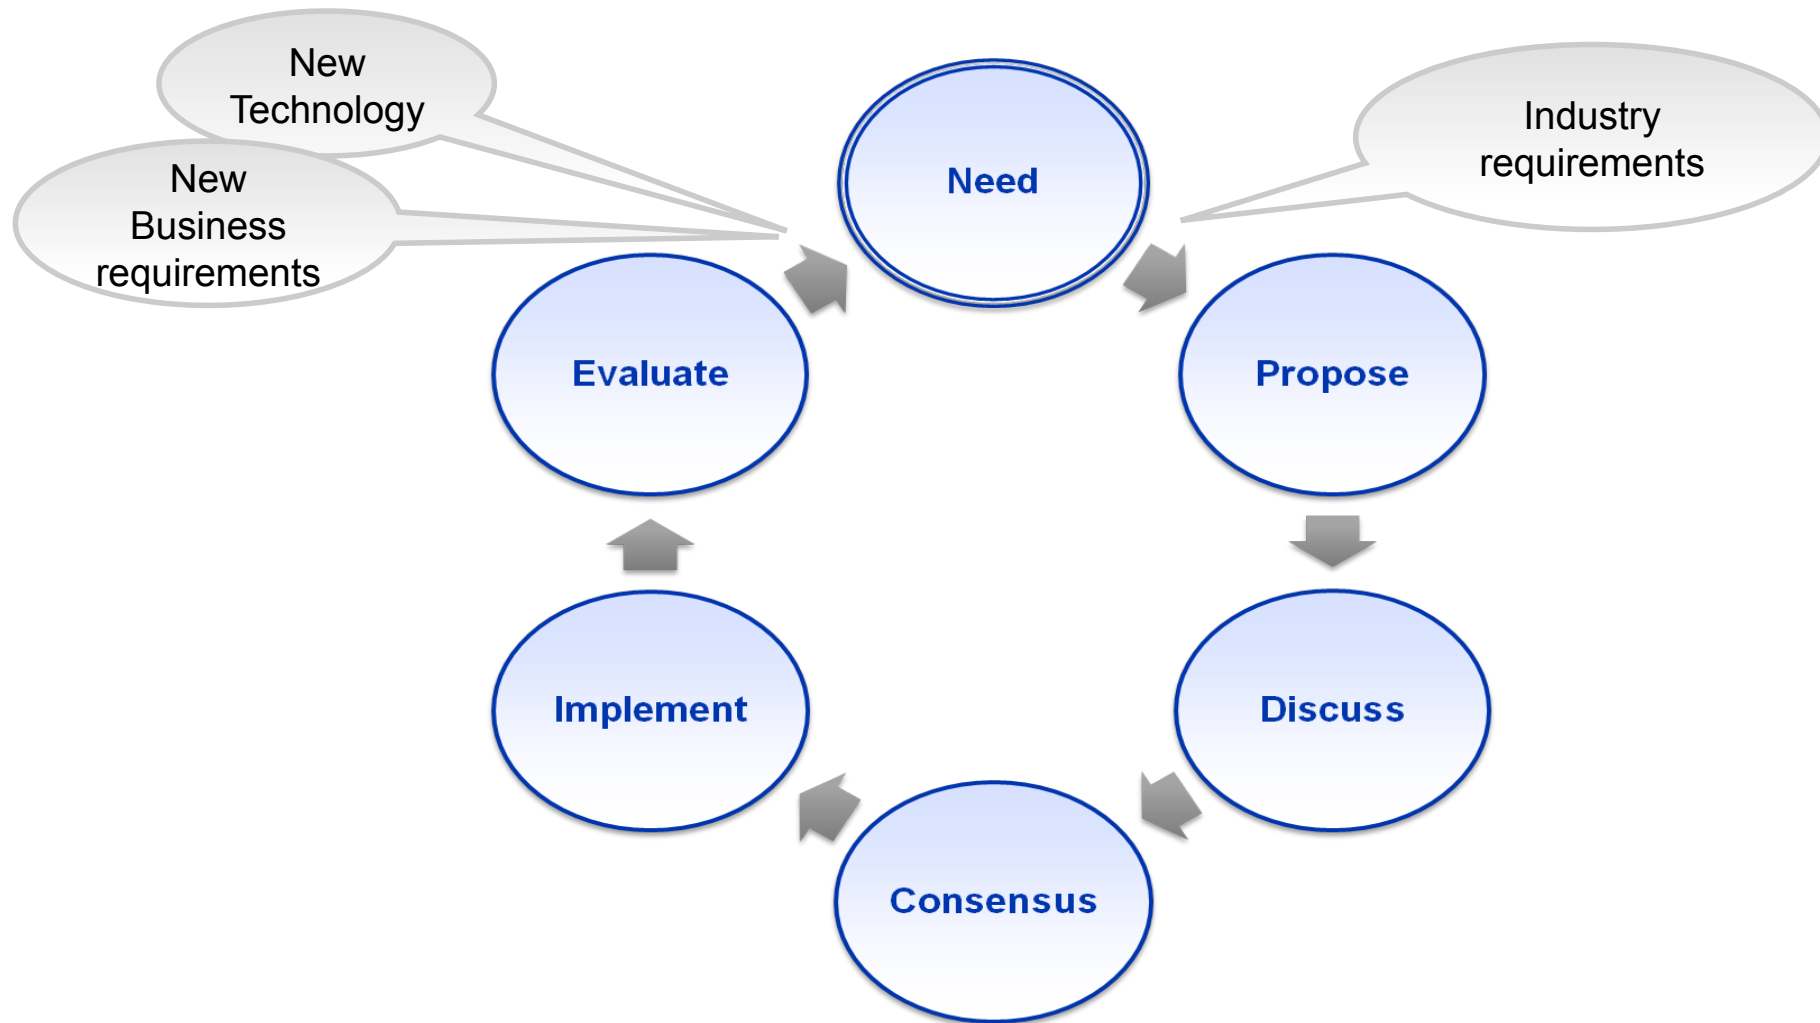 New
Technology
New
Business
requirements
Need
Industry
requirements
Evaluate
Propose
Implement
Discuss
Consensus